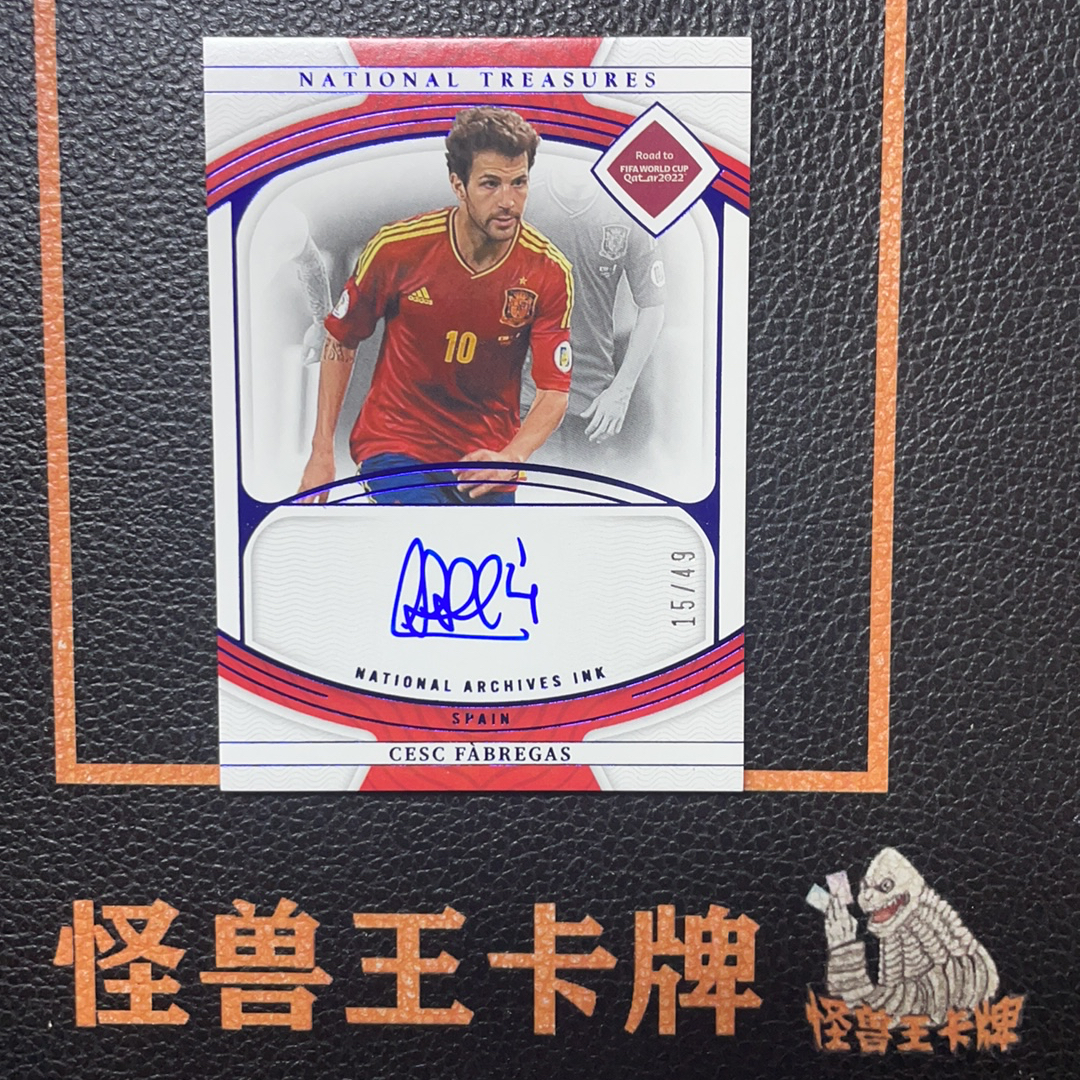 NATIONAL TREASURES
Road to
FIFA WORLD CUP
Qatar2022
adidas
10
15/49
NATIONAL ARCHIVES INK
SPAIN
CESC FÀBREGAS
怪兽王卡牌
怪兽王卡牌